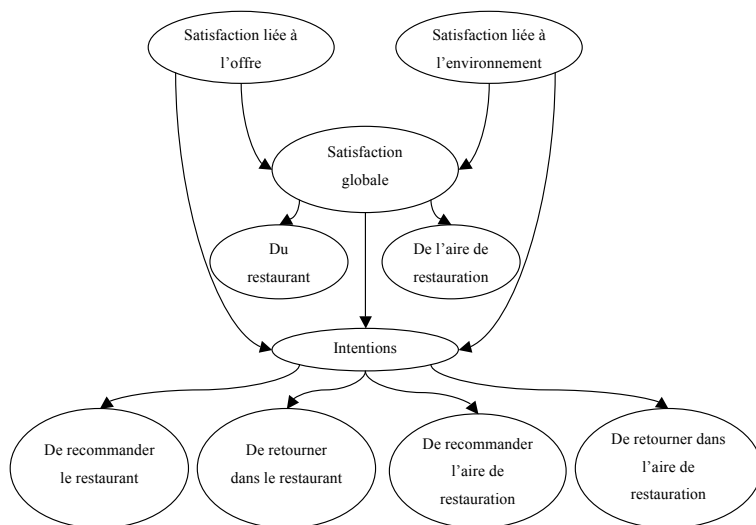 Satisfaction liée à
l'offre
Satisfaction liée à
l'environnement
Satisfaction
globale
Du
restaurant
De l'aire de
restauration
Intentions
De recommander
le restaurant
De retourner
dans le restaurant
De recommander
l'aire de
restauration
De retourner dans
l'aire de
restauration